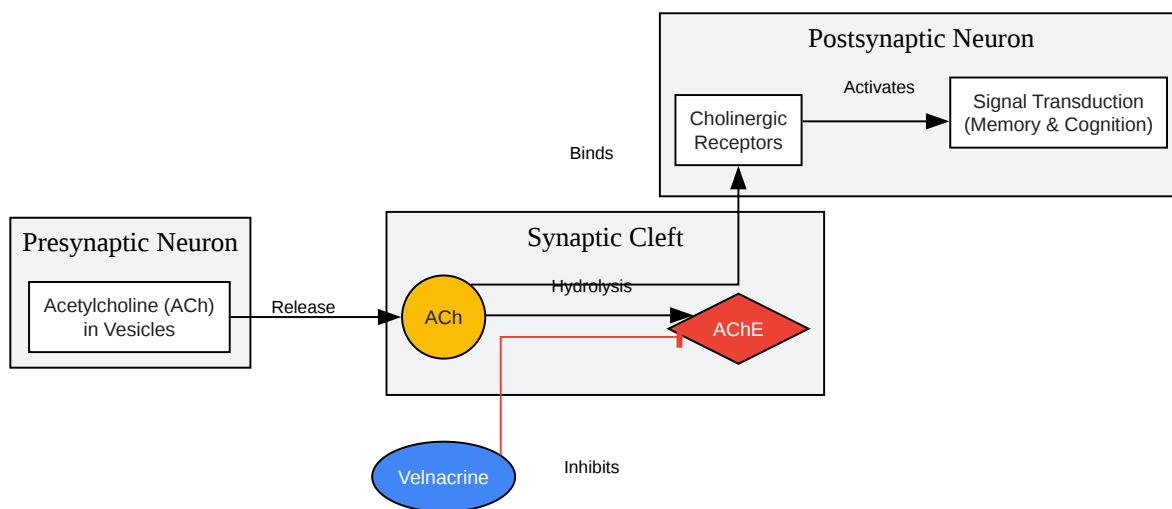 Postsynaptic Neuron
Activates
Cholinergic
Receptors
Signal Transduction
(Memory & Cognition)
Binds
Presynaptic Neuron
Acetylcholine (ACh)
in Vesicles
Release
Synaptic Cleft
ACh
Hydrolysis
AChE
Velnacrine
Inhibits